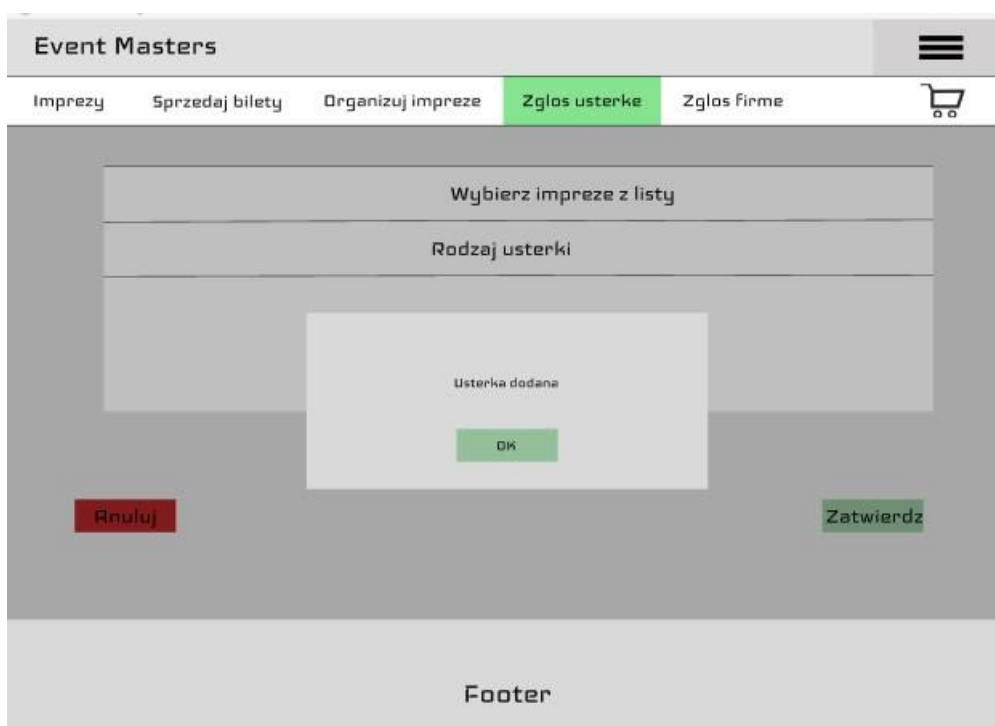 Event Masters
Imprezy Sprzedaj bilety Organizuj impreze Zglos usterke Zglos firme
Wybierz impreze z listy
Rodzaj usterki
Usterka dodana
OK
Anuluj Zatwierdz
Footer